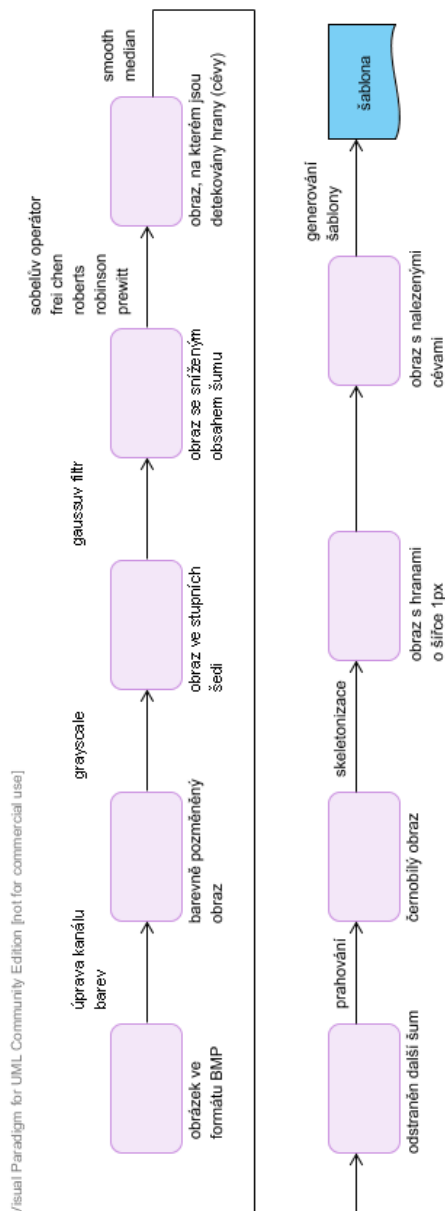 Visual Paradigm for UML Community Edition [not for commercial use]
obrázek ve
formátu BMP
úprava kanálu
barev
barevně pozměněný
obraz
grayscale
obraz ve stupních
šedi
gaussuv filtr
obraz se sníženým
obsahem šumu
sobelův operátor
frei chen
roberts
robinson
prewitt
obraz, na kterém jsou
detekovány hrany (cévy)
smooth
median
odstraněn další šum
prahování
černobílý obraz
skeletonizace
obraz s hranami
o šířce 1px
obraz s nalezenými
cévami
generování
šablony
šablona